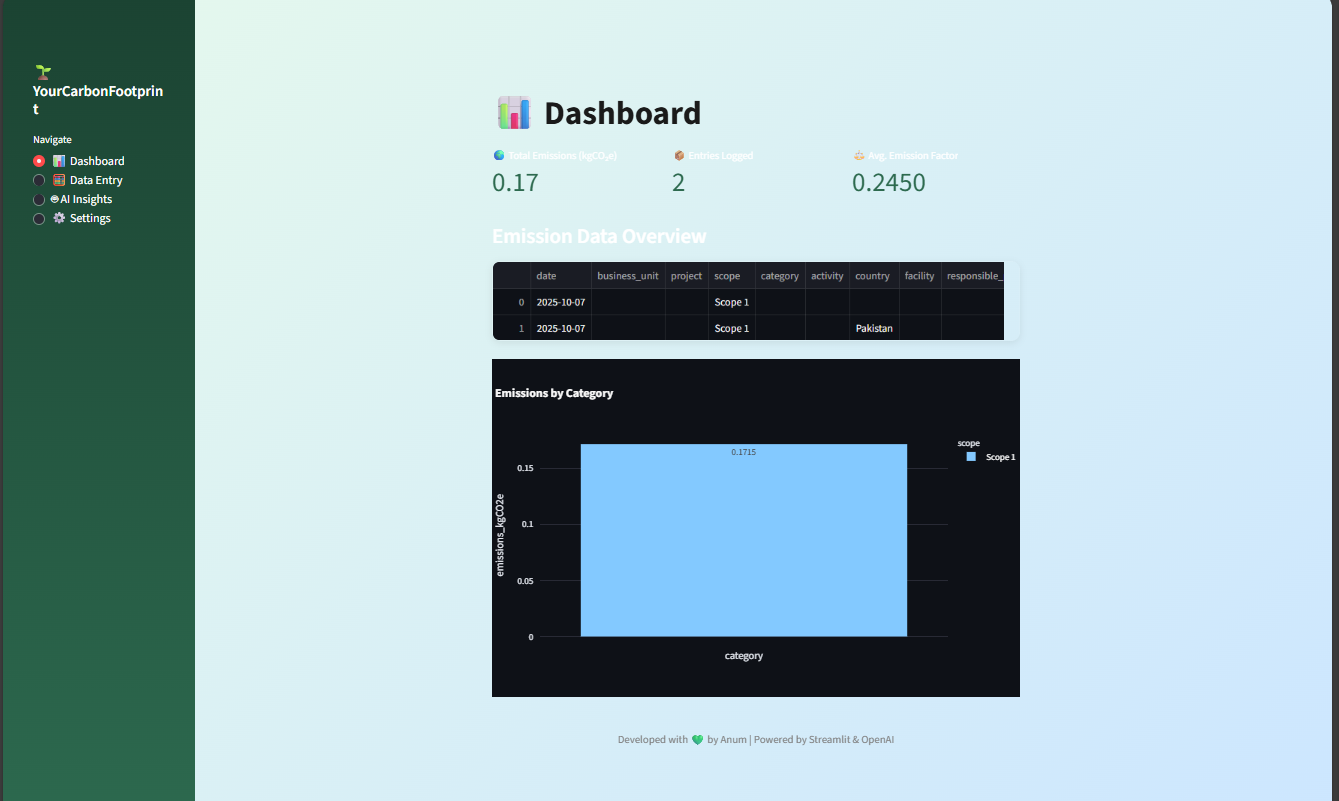 YourCarbonFootprin
t
Navigate
Dashboard
Data Entry
AI Insights
Settings
Dashboard
Total Emissions (kgCO₂e) Entries Logged Avg. Emission Factor
0.17 2 0.2450
Emission Data Overview
date business_unit project scope category activity country facility responsible_
0 2025-10-07 Scope 1
1 2025-10-07 Scope 1 Pakistan
Emissions by Category
scope
Scope 1
0.1715
0.15
0.1
0.05
0
emissions_kgCO2e
category
Developed with 💚 by Anum | Powered by Streamlit & OpenAI